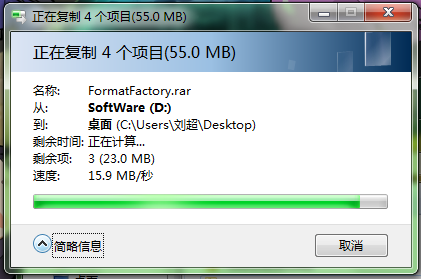 正在复制 4 个项目(55.0 MB)
正在复制 4 个项目(55.0 MB)
名称: FormatFactory.rar
从: SoftWare (D:)
到: 桌面 (C:\Users\刘超\Desktop)
剩余时间: 正在计算...
剩余项: 3 (23.0 MB)
速度: 15.9 MB/秒
简略信息 取消